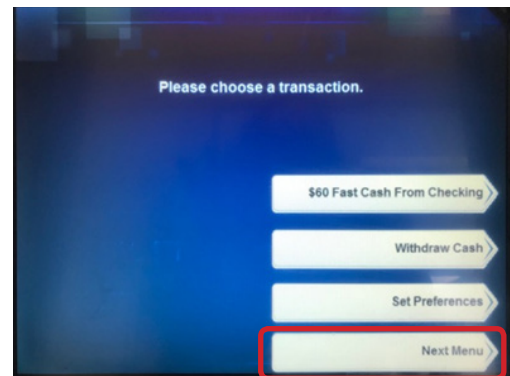 Please choose a transaction.
$60 Fast Cash From Checking
Withdraw Cash
Set Preferences
Next Menu